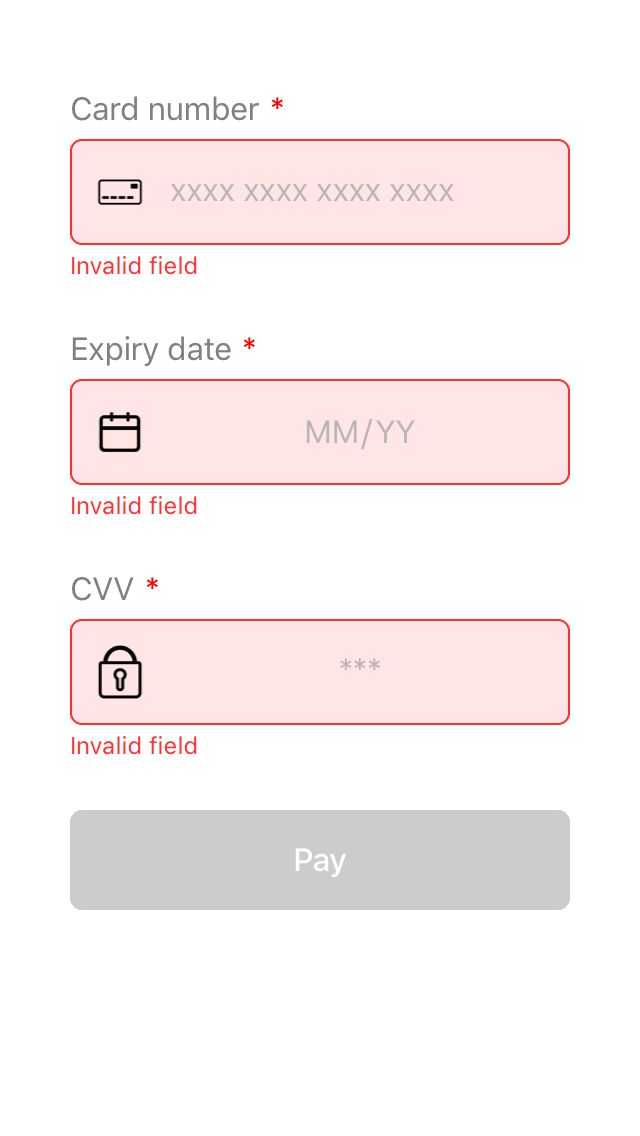 Card number *
xxxx xxxx xxxx xxxx
Invalid field
Expiry date *
MM/YY
Invalid field
CVV *
***
Invalid field
Pay